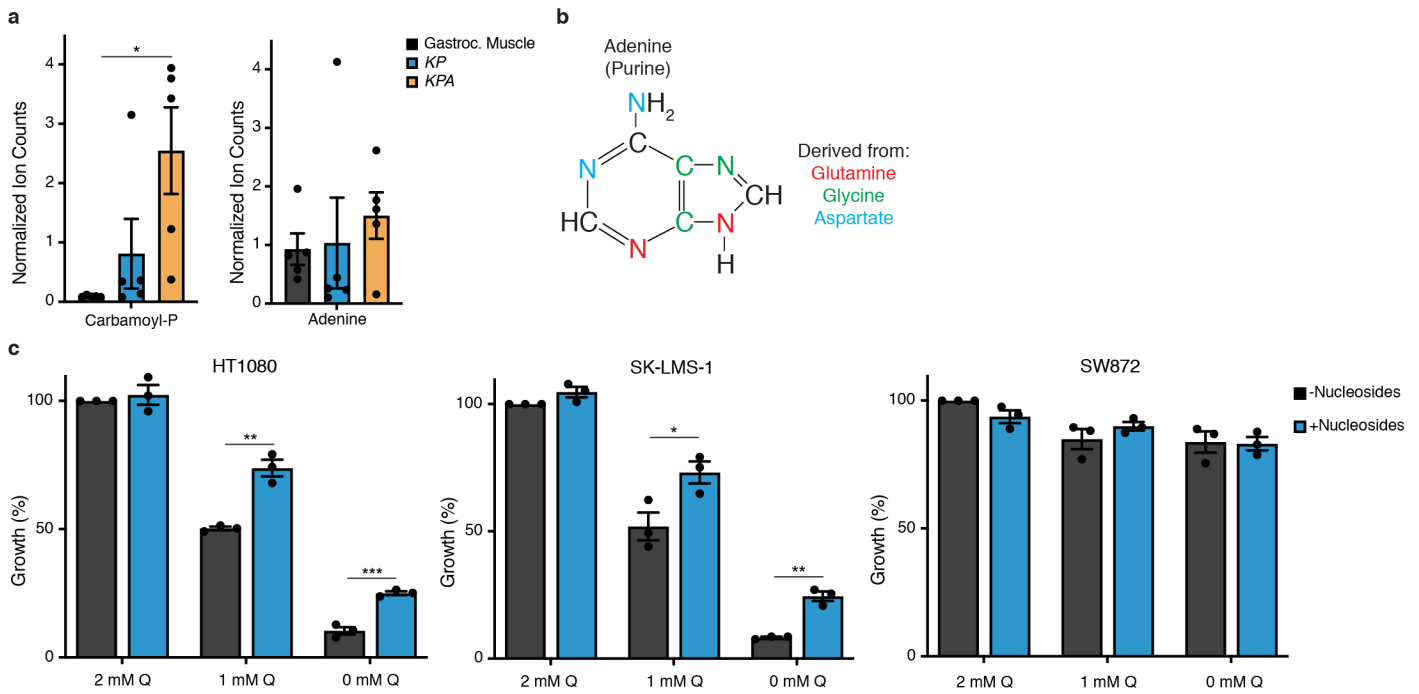 a
*
4
3
2
1
0
Normalized Ion Counts
Carbamoyl-P
4
3
2
1
0
Normalized Ion Counts
Adenine
Gastroc. Muscle
KP
KPA
b
Adenine
(Purine)
NH2
C
N
C
N
CH
HC
C
N
N
H
Derived from:
Glutamine
Glycine
Aspartate
c
HT1080
100
50
0
Growth (%)
**
***
2 mM Q
1 mM Q
0 mM Q
SK-LMS-1
100
50
0
Growth (%)
*
**
2 mM Q
1 mM Q
0 mM Q
SW872
100
50
0
Growth (%)
2 mM Q
1 mM Q
0 mM Q
-Nucleosides
+Nucleosides